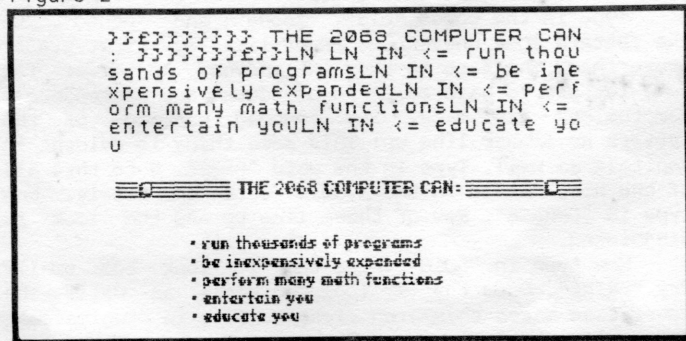 Figure 2
}}£}}}}}}} THE 2068 COMPUTER CAN
: }}}}}}}£}}LN LN IN <= run thou
sands of programsLN IN <= be ine
xpensively expandedLN IN <= perf
orm many math functionsLN IN <=
entertain youLN IN <= educate yo
u
THE 2068 COMPUTER CAN:
• run thousands of programs
• be inexpensively expanded
• perform many math functions
• entertain you
• educate you